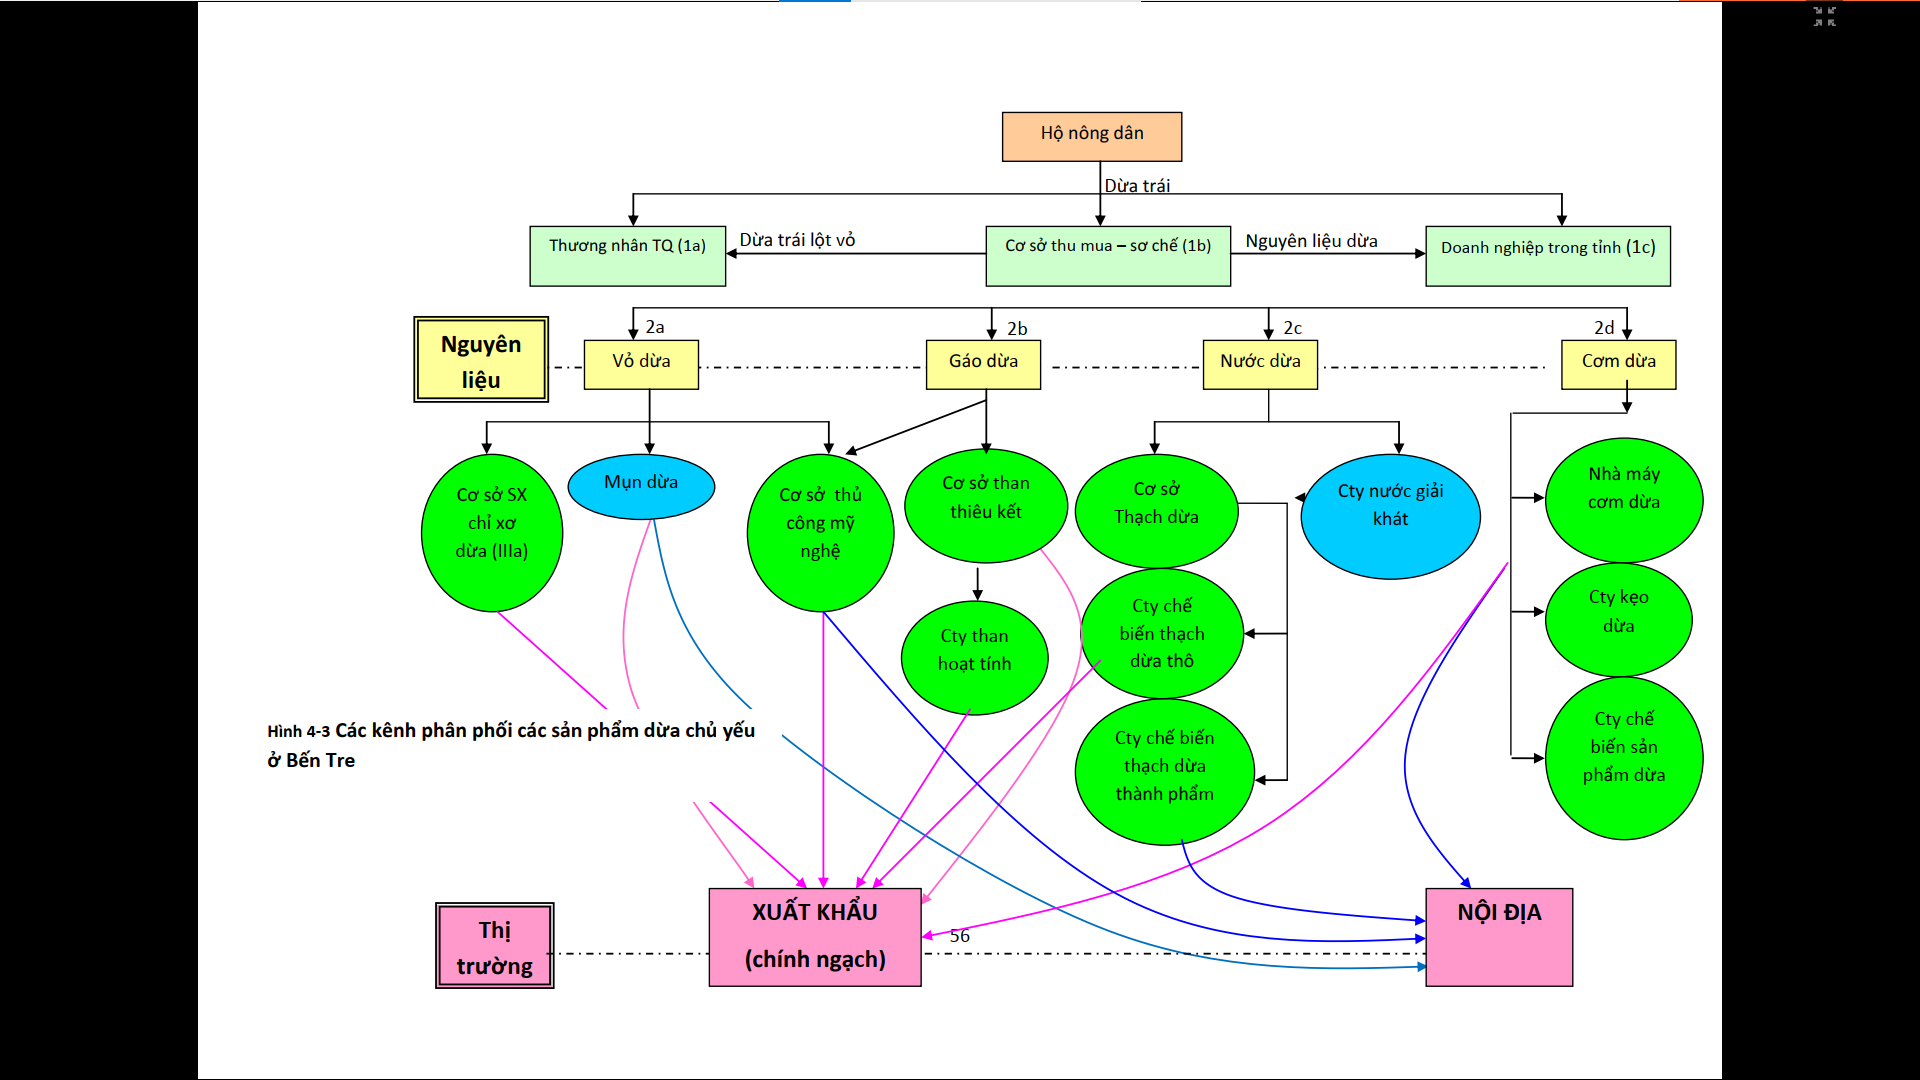 Hộ nông dân
Dừa trái
Thương nhân TQ (1a)
Dừa trái lột vỏ
Cơ sở thu mua – sơ chế (1b)
Nguyên liệu dừa
Doanh nghiệp trong tỉnh (1c)
2a
2b
2c
2d
Nguyên
liệu
Vỏ dừa
Gáo dừa
Nước dừa
Cơm dừa
Cơ sở SX
chỉ xơ
dừa (IIIa)
Mụn dừa
Cơ sở thủ
công mỹ
nghệ
Cơ sở than
thiêu kết
Cơ sở
Thạch dừa
Cty nước giải
khát
Nhà máy
cơm dừa
Cty than
hoạt tính
Cty chế
biến thạch
dừa thô
Cty kẹo
dừa
Cty chế biến
thạch dừa
thành phẩm
Cty chế
biến sản
phẩm dừa
Hình 4-3 Các kênh phân phối các sản phẩm dừa chủ yếu
ở Bến Tre
Thị
trường
XUẤT KHẨU
(chính ngạch)
56
NỘI ĐỊA